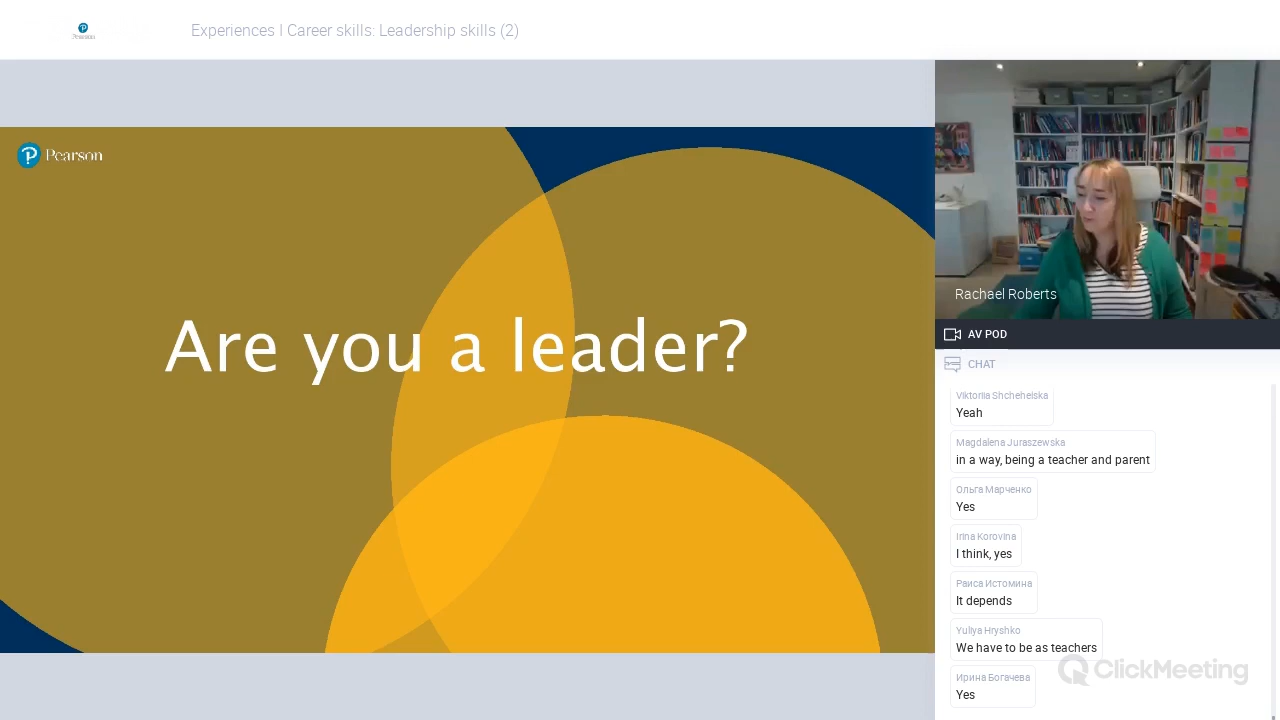 Pearson
Experiences I Career skills: Leadership skills (2)
Pearson
Are you a leader?
Rachael Roberts
AV POD
CHAT
Viktoriia Shchehelska
Yeah
Magdalena Juraszewska
in a way, being a teacher and parent
Ольга Марченко
Yes
Irina Korovina
I think, yes
Раиса Истомина
It depends
Yuliya Hryshko
We have to be as teachers
Ирина Богачева
Yes
ClickMeeting